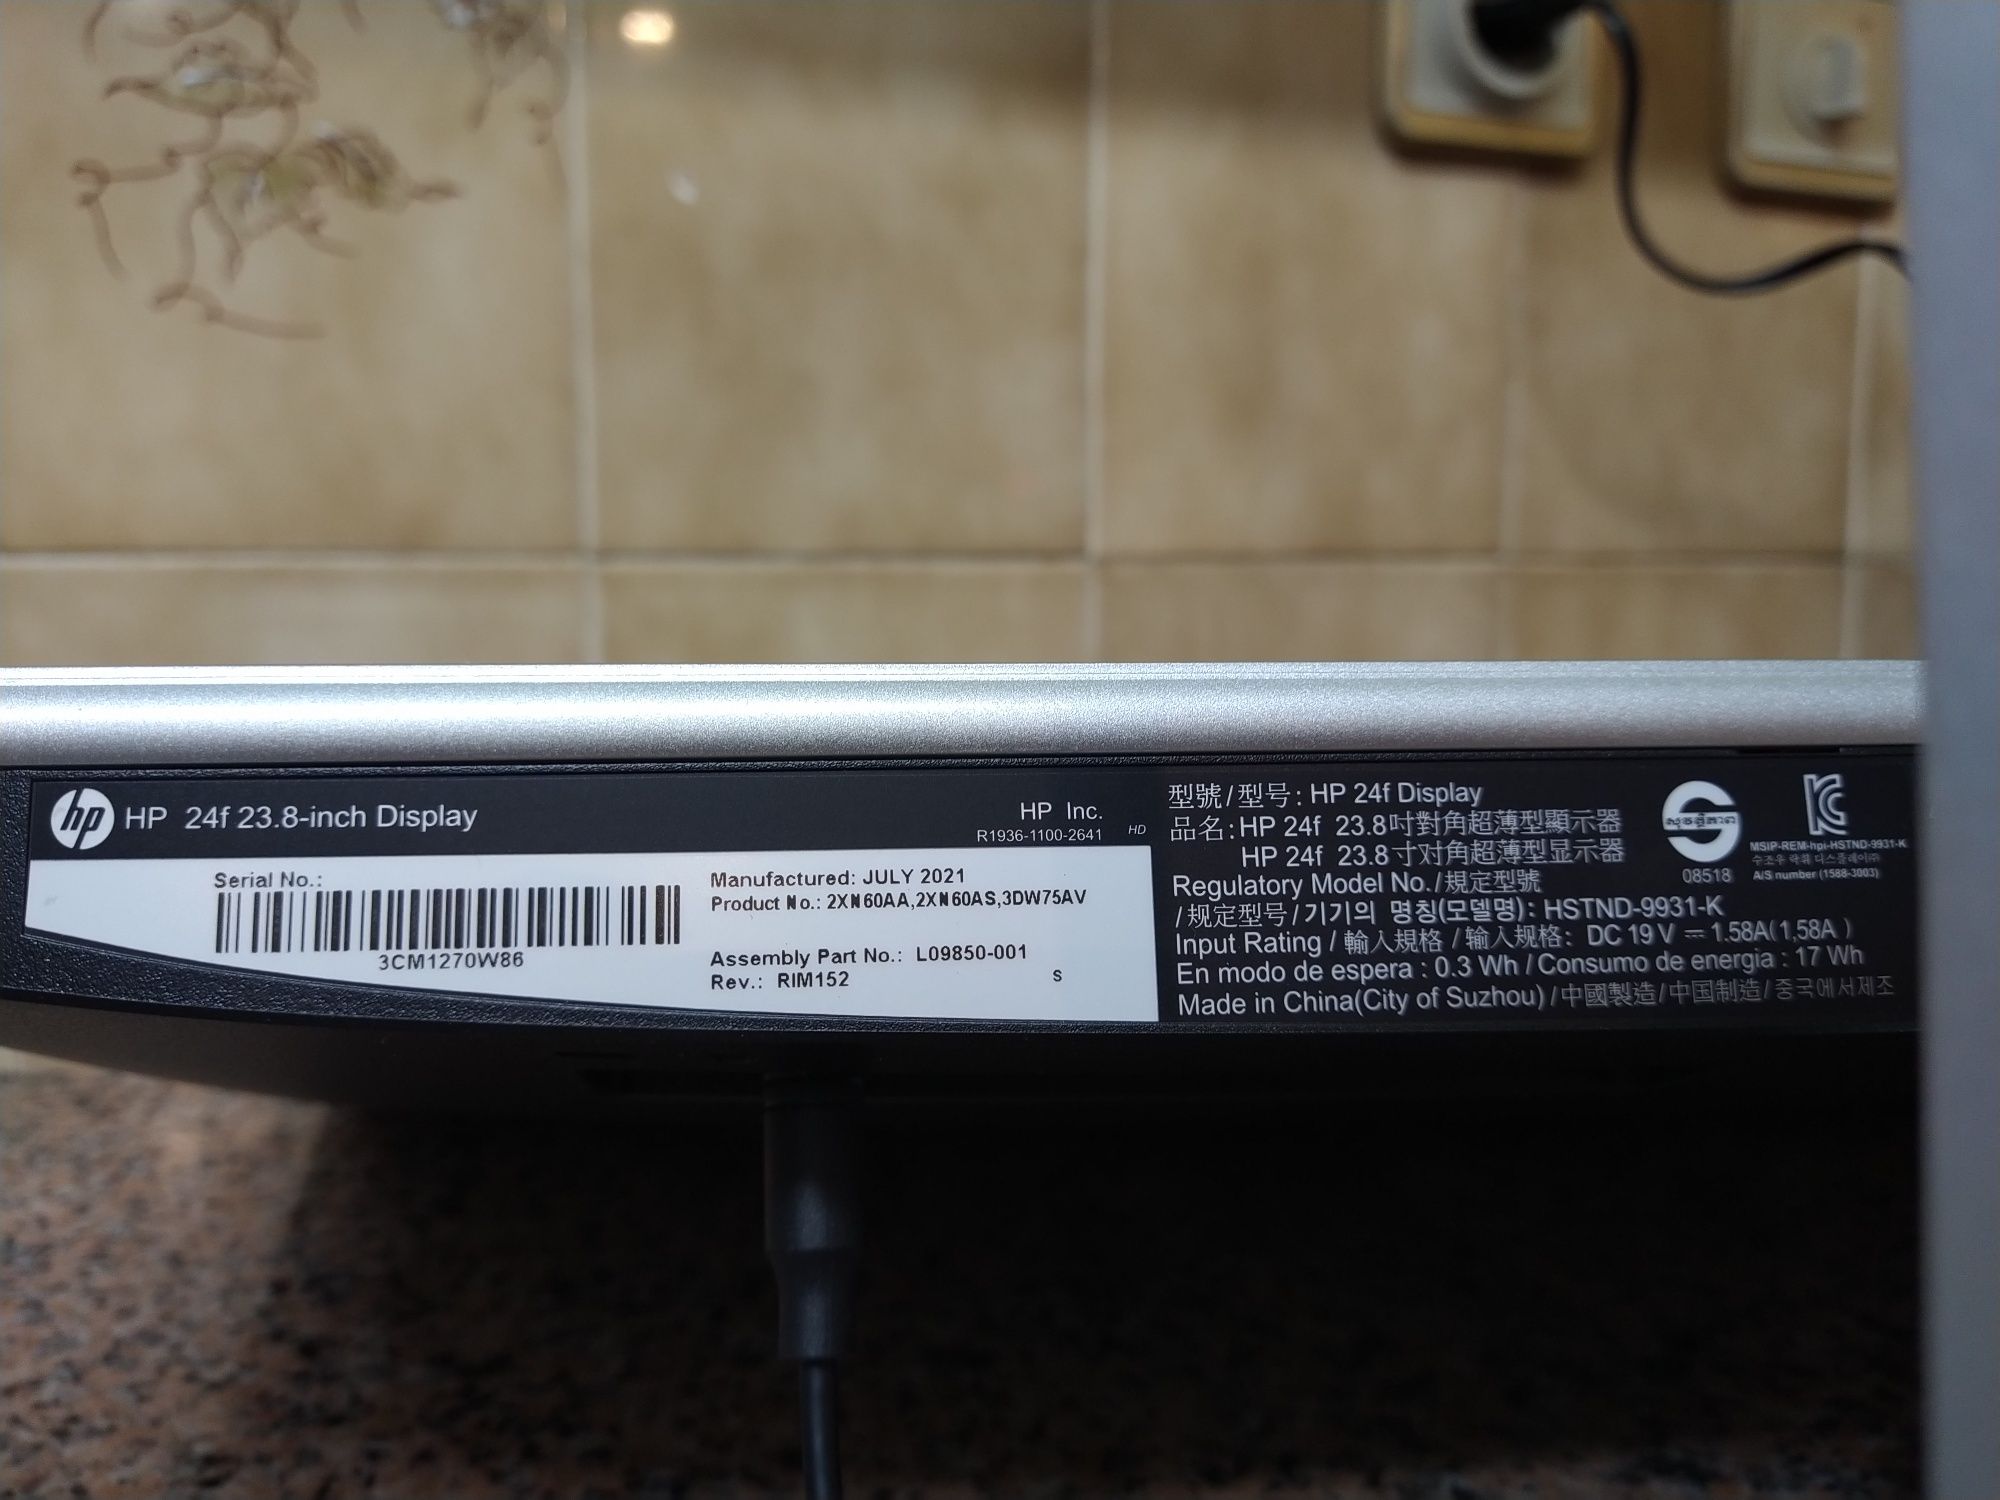 hp HP 24f 23.8-inch Display
HP Inc.
R1936-1100-2641 HD
Serial No.:
3CM1270W86
Manufactured: JULY 2021
Product No.: 2XN60AA,2XN60AS,3DW75AV
Assembly Part No.: L09850-001
Rev.: RIM152 S
型號/型号: HP 24f Display
品名:HP 24f 23.8吋對角超薄型顯示器
HP 24f 23.8寸对角超薄型显示器
Regulatory Model No./規定型號
/规定型号/기기의 명칭(모델명): HSTND-9931-K
Input Rating / 輸入規格 / 输入规格: DC 19 V ⎓ 1.58A(1,58A )
En modo de espera : 0.3 Wh / Consumo de energia : 17 Wh
Made in China(City of Suzhou)/中國製造/中国制造/중국에서제조
08518
MSIP-REM-hpi-HSTND-9931-K
A/S number (1588-3003)